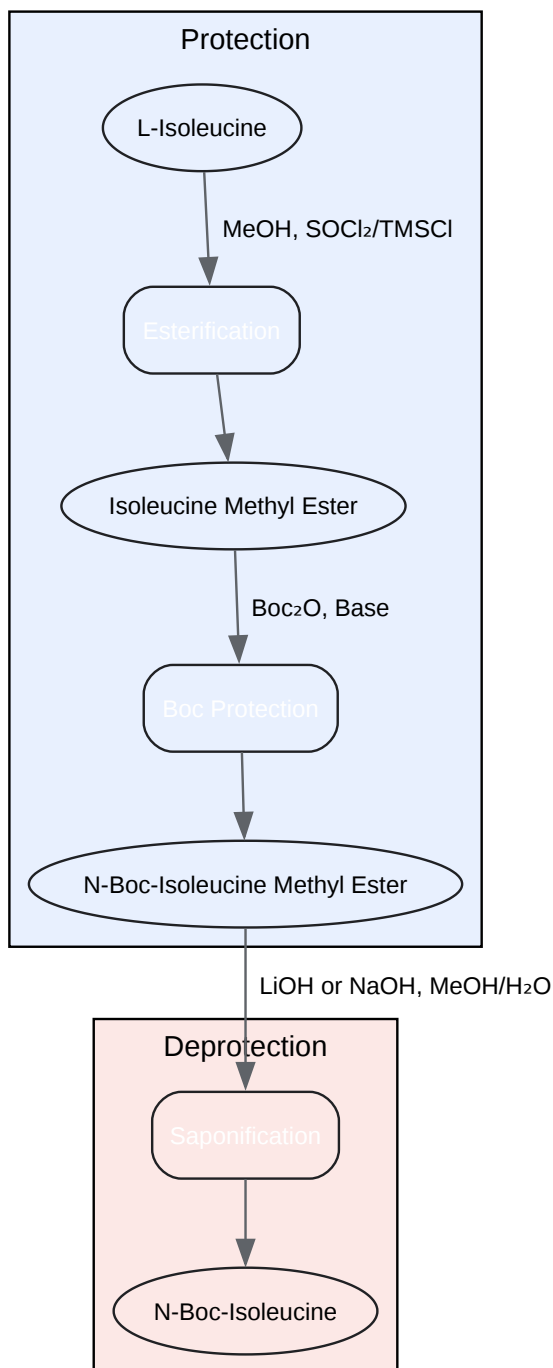 Protection
L-Isoleucine
MeOH, SOCl₂/TMSCl
Esterification
Isoleucine Methyl Ester
Boc₂O, Base
Boc Protection
N-Boc-Isoleucine Methyl Ester
LiOH or NaOH, MeOH/H₂O
Deprotection
Saponification
N-Boc-Isoleucine